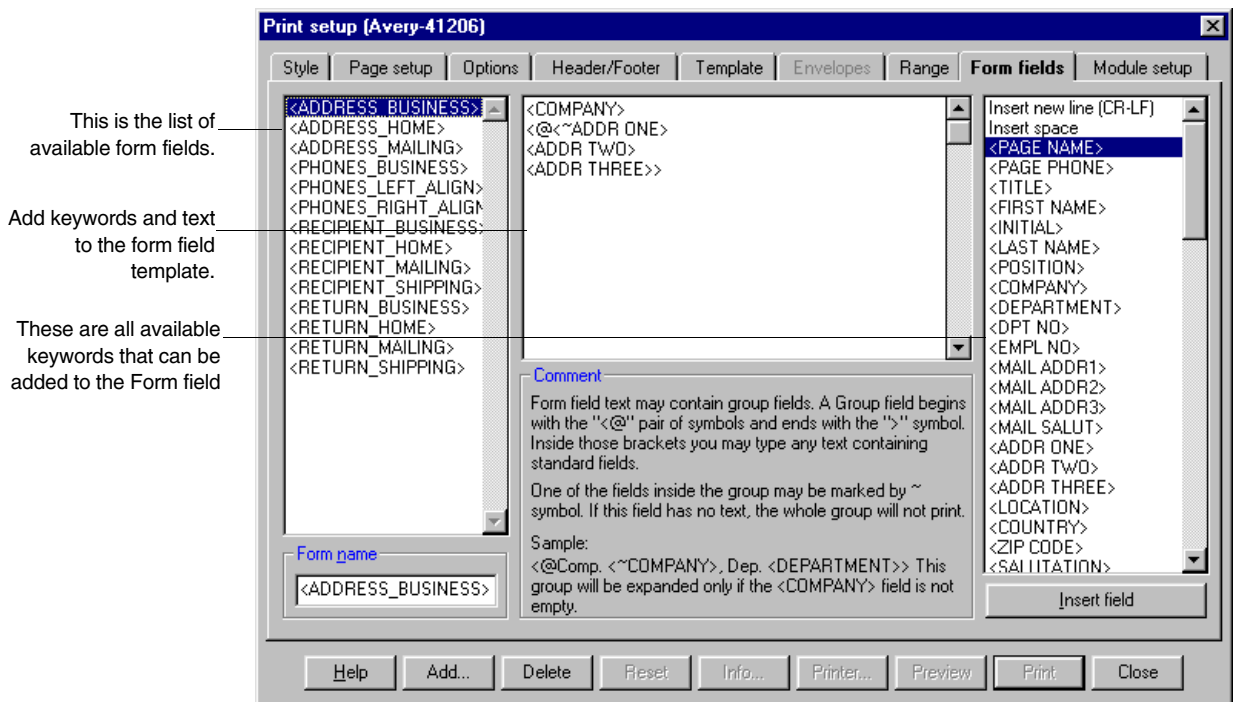 Print setup (Avery-41206)
Style
Page setup
Options
Header/Footer
Template
Envelopes
Range
Form fields
Module setup
This is the list of
available form fields.
Add keywords and text
to the form field
template.
These are all available
keywords that can be
added to the Form field
<ADDRESS_BUSINESS>
<ADDRESS_HOME>
<ADDRESS_MAILING>
<PHONES_BUSINESS>
<PHONES_LEFT_ALIGN>
<PHONES_RIGHT_ALIGN
<RECIPIENT_BUSINESS>
<RECIPIENT_HOME>
<RECIPIENT_MAILING>
<RECIPIENT_SHIPPING>
<RETURN_BUSINESS>
<RETURN_HOME>
<RETURN_MAILING>
<RETURN_SHIPPING>
Form name
<ADDRESS_BUSINESS>
<COMPANY>
<@<~ADDR ONE>
<ADDR TWO>
<ADDR THREE>>
Comment
Form field text may contain group fields. A Group field begins
with the "<@" pair of symbols and ends with the ">" symbol.
Inside those brackets you may type any text containing
standard fields.
One of the fields inside the group may be marked by ~
symbol. If this field has no text, the whole group will not print.
Sample:
<@Comp. <~COMPANY>, Dep. <DEPARTMENT>> This
group will be expanded only if the <COMPANY> field is not
empty.
Insert new line (CR-LF)
Insert space
<PAGE NAME>
<PAGE PHONE>
<TITLE>
<FIRST NAME>
<INITIAL>
<LAST NAME>
<POSITION>
<COMPANY>
<DEPARTMENT>
<DPT NO>
<EMPL NO>
<MAIL ADDR1>
<MAIL ADDR2>
<MAIL ADDR3>
<MAIL SALUT>
<ADDR ONE>
<ADDR TWO>
<ADDR THREE>
<LOCATION>
<COUNTRY>
<ZIP CODE>
<SALUTATION>
Insert field
Help
Add...
Delete
Reset
Info...
Printer...
Preview
Print
Close